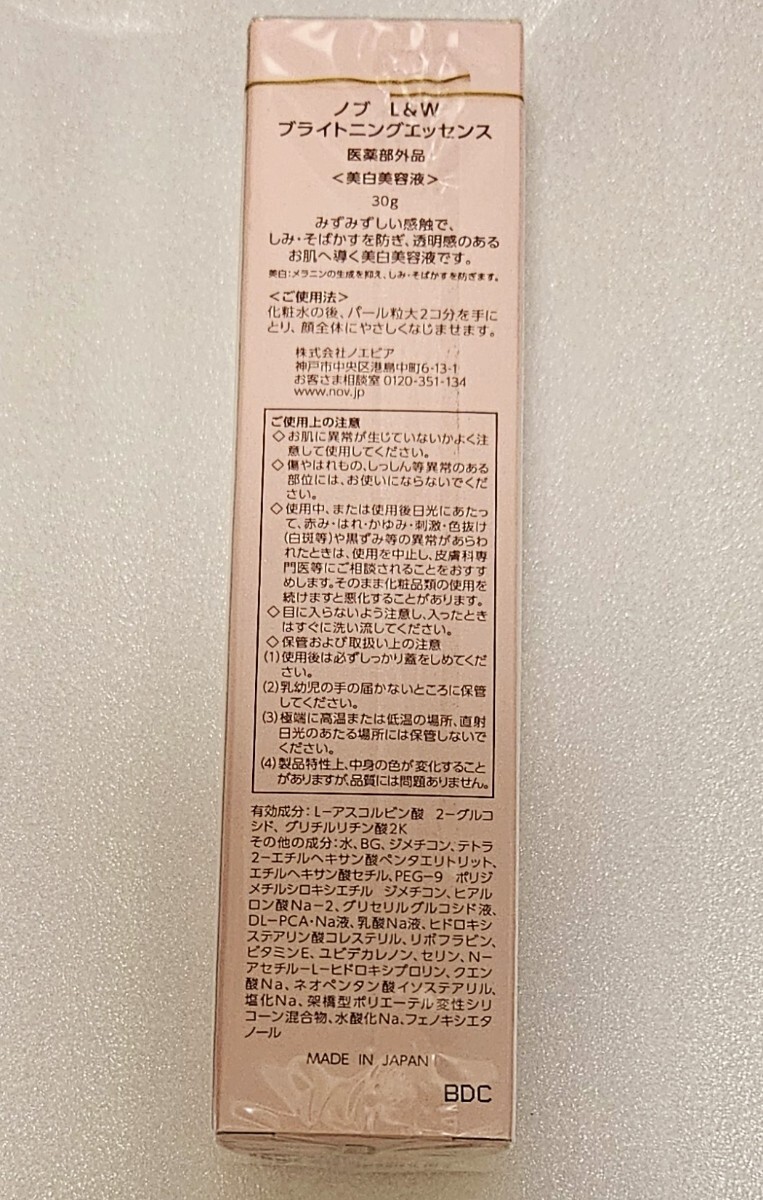 ノブ L&W
ブライトニングエッセンス
医薬部外品
<美白美容液>
30g
みずみずしい感触で、
しみ・そばかすを防ぎ、透明感のある
お肌へ導く美白美容液です。
美白:メラニンの生成を抑え、しみ・そばかすを防ぎます。
<ご使用法>
化粧水の後、パール粒大2コ分を手に
とり、顔全体にやさしくなじませます。
株式会社ノエビア
神戸市中央区港島中町6-13-1
お客さま相談室 0120-351-134
www.nov.jp
ご使用上の注意
◇お肌に異常が生じていないかよく注
意して使用してください。
◇傷やはれもの、しっしん等異常のある
部位には、お使いにならないでくだ
さい。
◇使用中、または使用後日光にあたっ
て、赤み・はれ・かゆみ・刺激・色抜け
(白斑等)や黒ずみ等の異常があらわ
れたときは、使用を中止し、皮膚科専
門医等にご相談されることをおすす
めします。そのまま化粧品類の使用を
続けますと悪化することがあります。
◇目に入らないよう注意し、入ったとき
はすぐに洗い流してください。
◇保管および取扱い上の注意
(1)使用後は必ずしっかり蓋をしめてくだ
さい。
(2)乳幼児の手の届かないところに保管
してください。
(3)極端に高温または低温の場所、直射
日光のあたる場所には保管しないで
ください。
(4)製品特性上、中身の色が変化すること
がありますが、品質には問題ありません。
有効成分:L-アスコルビン酸 2-グルコ
シド、グリチルリチン酸2K
その他の成分:水、BG、ジメチコン、テトラ
2-エチルヘキサン酸ペンタエリトリット、
エチルヘキサン酸セチル、PEG-9 ポリジ
メチルシロキシエチル ジメチコン、ヒアル
ロン酸Na-2、グリセリルグルコシド液、
DL-PCA・Na液、乳酸Na液、ヒドロキシ
ステアリン酸コレステリル、リボフラビン、
ビタミンE、ユビデカレノン、セリン、N-
アセチル-L-ヒドロキシプロリン、クエン
酸Na、ネオペンタン酸イソステアリル、
塩化Na、架橋型ポリエーテル変性シリ
コーン混合物、水酸化Na、フェノキシエタ
ノール
MADE IN JAPAN
BDC